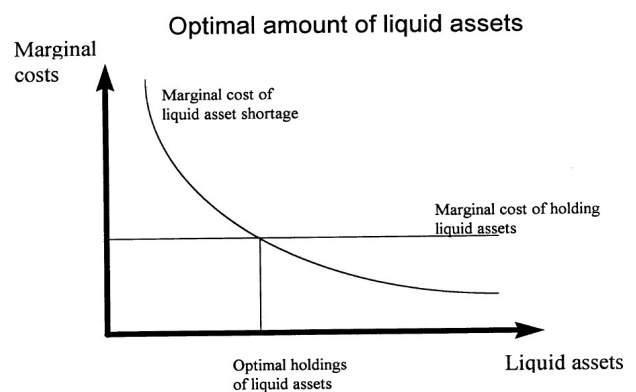 Optimal amount of liquid assets
Marginal
costs
Marginal cost of
liquid asset shortage
Marginal cost of holding
liquid assets
Optimal holdings
of liquid assets
Liquid assets